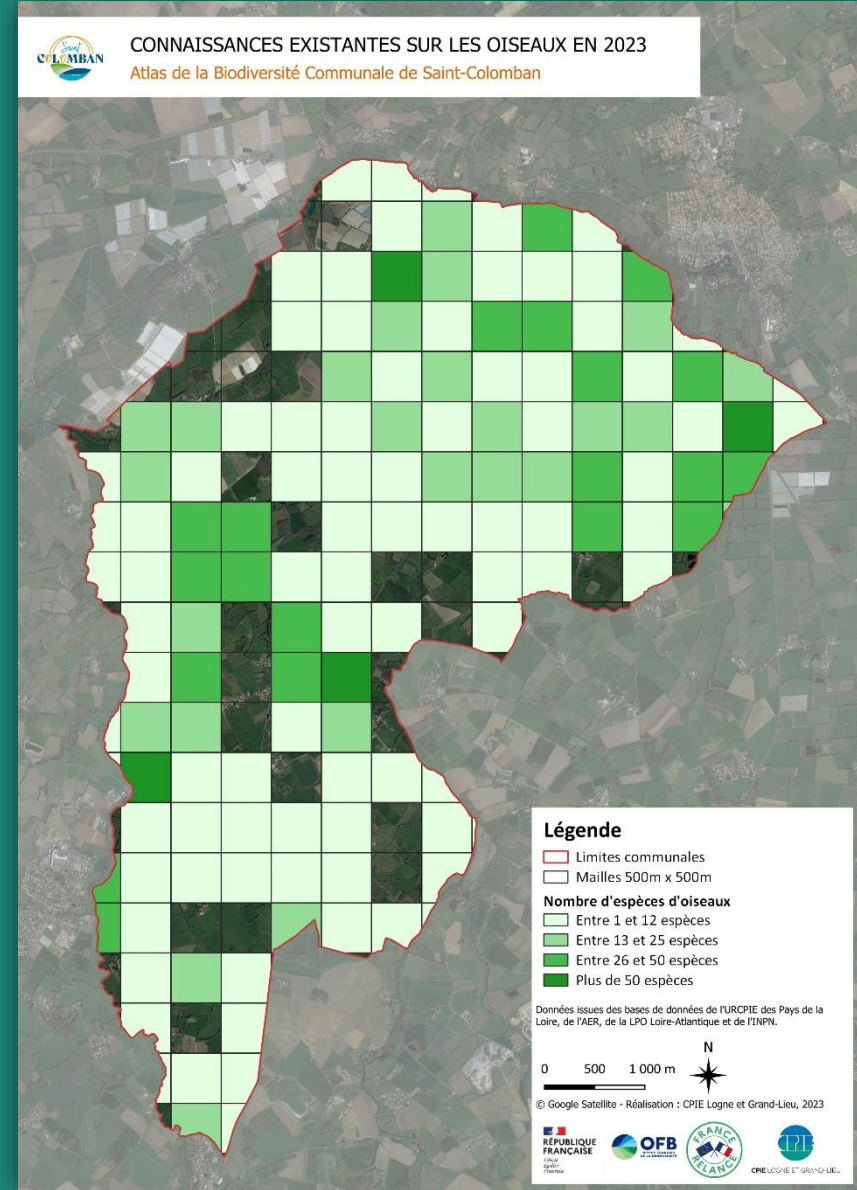 Saint
COLOMBAN
CONNAISSANCES EXISTANTES SUR LES OISEAUX EN 2023
Atlas de la Biodiversité Communale de Saint-Colomban
Légende
Limites communales
Mailles 500m x 500m
Nombre d'espèces d'oiseaux
Entre 1 et 12 espèces
Entre 13 et 25 espèces
Entre 26 et 50 espèces
Plus de 50 espèces
Données issues des bases de données de l'URCPIE des Pays de la
Loire, de l'AER, de la LPO Loire-Atlantique et de l'INPN.
N
0 500 1 000 m
© Google Satellite - Réalisation : CPIE Logne et Grand-Lieu, 2023
RÉPUBLIQUE
FRANÇAISE
Liberté
Égalité
Fraternité
OFB
FRANCE
RELANCE
CPIE
CPIE LOGNE ET GRAND-LIEU